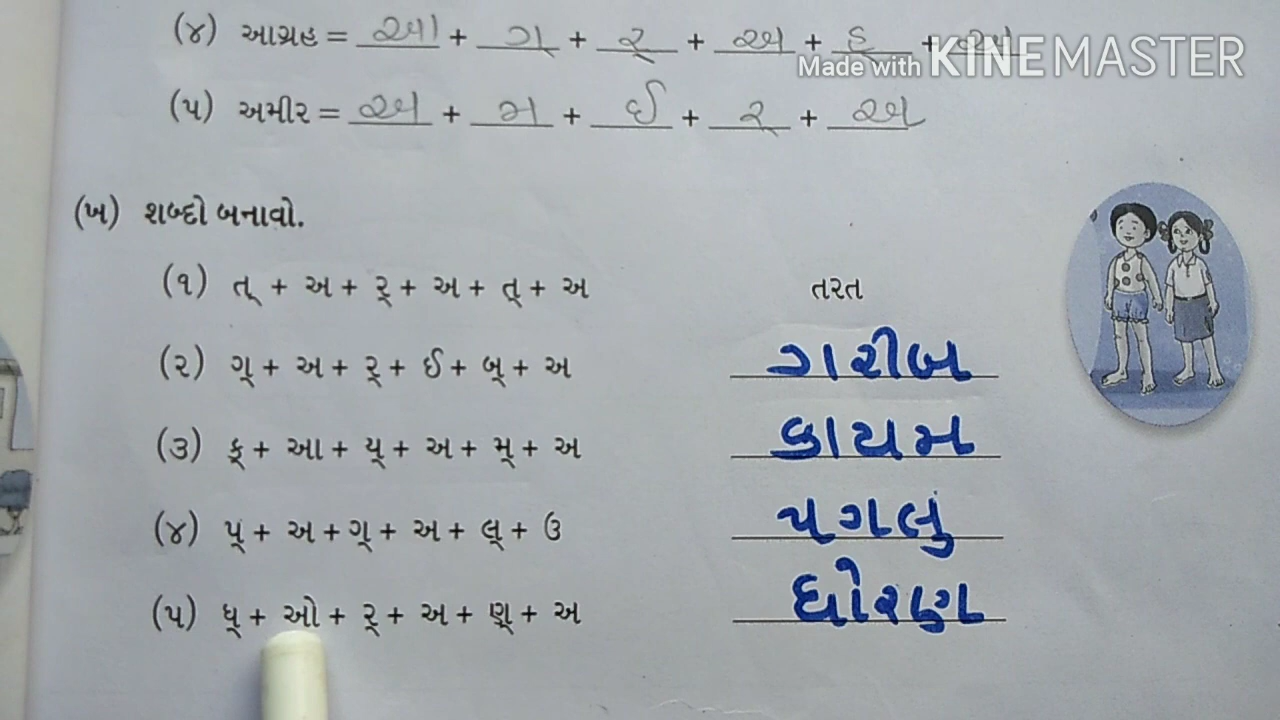 (૪) આગ્રહ = આ + ગ્ + ર્ + અ + હ્ + અ
Made with KINEMASTER
(૫) અમીર = અ + મ + ઈ + ર્ + અ
(ખ) શબ્દો બનાવો.
(૧) ત્ + અ + ર્ + અ + ત્ + અ તરત
(૨) ગ્ + અ + ર્ + ઈ + બ્ + અ ગરીબ
(૩) ક્ + આ + ય્ + અ + મ્ + અ કાયમ
(૪) પ્ + અ + ગ્ + અ + લ્ + ઉ પગલું
(૫) ધ્ + ઓ + ર્ + અ + ણ્ + અ ધોરણ